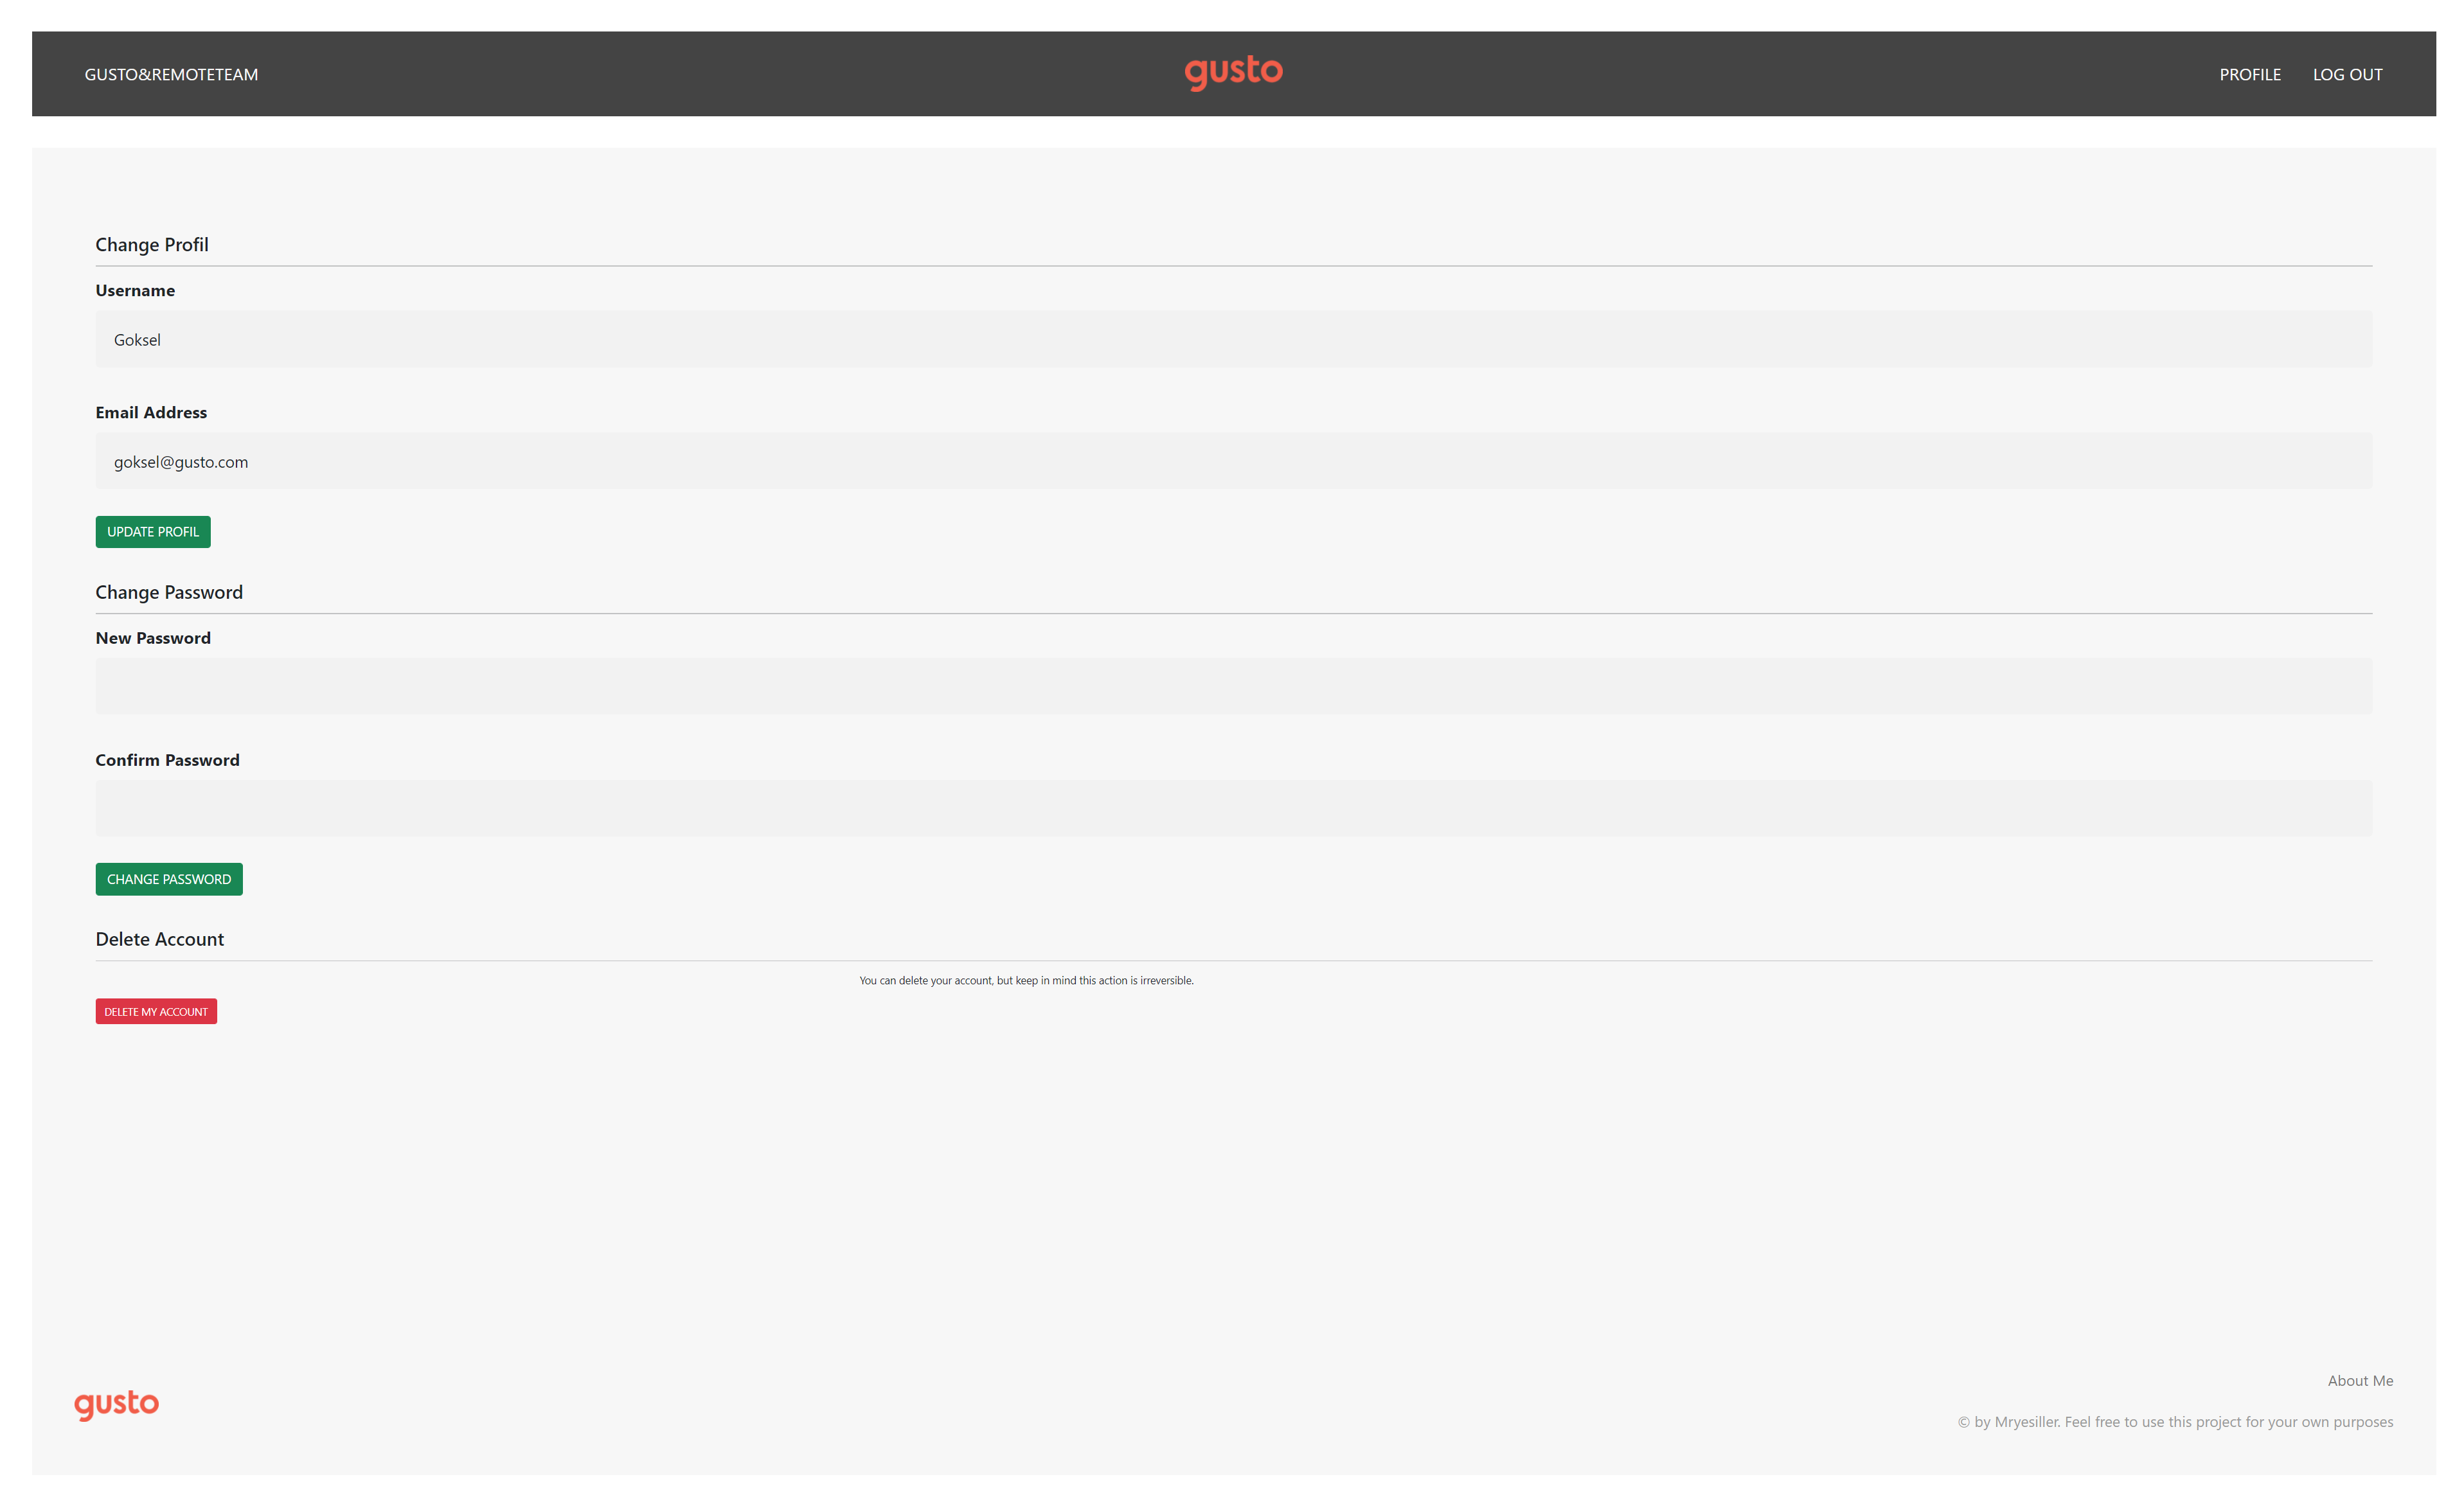 GUSTO&REMOTETEAM
gusto
PROFILE
LOG OUT
Change Profil
Username
Goksel
Email Address
goksel@gusto.com
UPDATE PROFIL
Change Password
New Password
Confirm Password
CHANGE PASSWORD
Delete Account
You can delete your account, but keep in mind this action is irreversible.
DELETE MY ACCOUNT
gusto
About Me
© by Mryesiller. Feel free to use this project for your own purposes